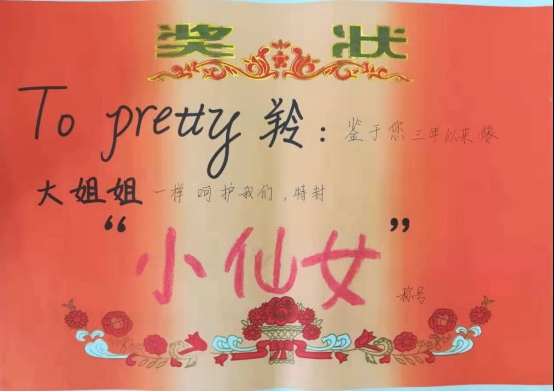 奖状
To pretty 羚：鉴于您三年以来像
大姐姐一样呵护我们，特封
“小仙女”
称号